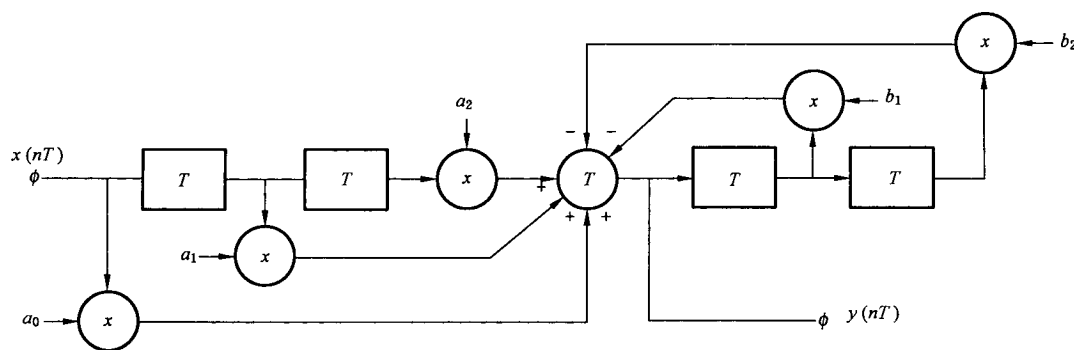 x
b₂
x
b₁
a₂
− −
x (nT)
ϕ
T
T
x
+
T
T
T
a₁
x
+ +
a₀
x
ϕ y (nT)